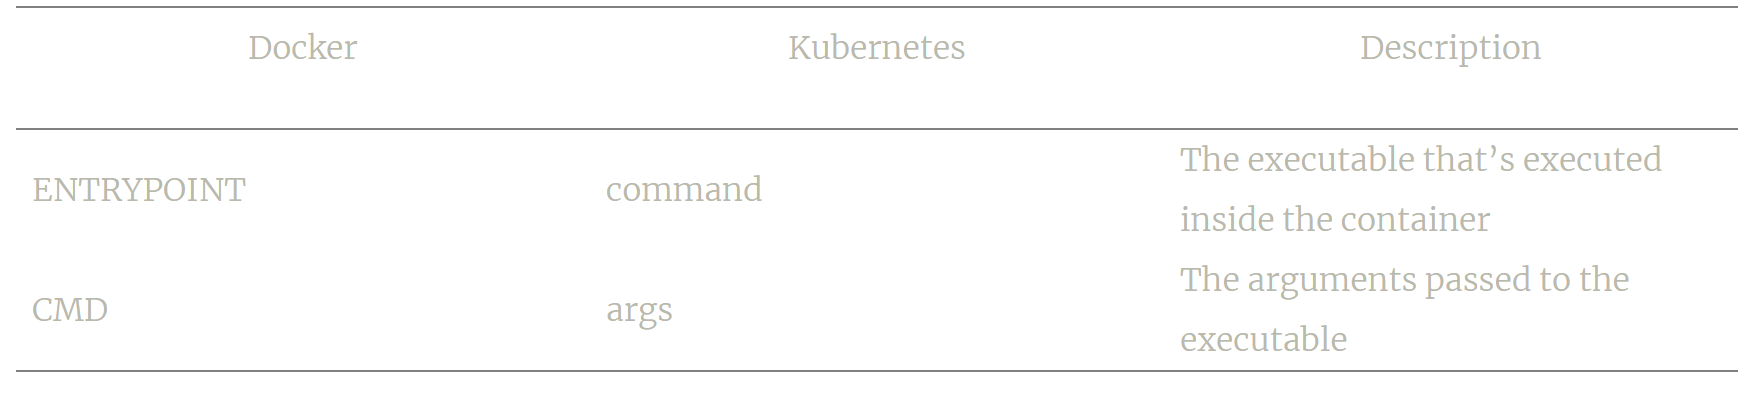 Docker Kubernetes Description
ENTRYPOINT command The executable that’s executed
inside the container
CMD args The arguments passed to the
executable